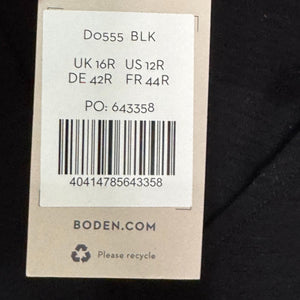 D0555 BLK
UK 16R US 12R
DE 42R FR 44R
PO: 643358
40414785643358
BODEN.COM
Please recycle